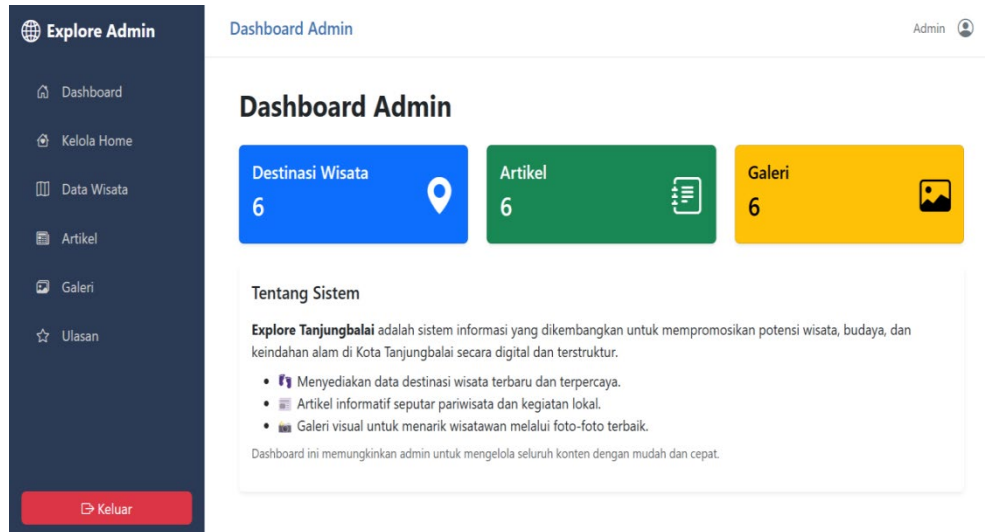 Explore Admin
Dashboard Admin
Admin
Dashboard
Kelola Home
Data Wisata
Artikel
Galeri
Ulasan
Keluar
Dashboard Admin
Destinasi Wisata
6
Artikel
6
Galeri
6
Tentang Sistem
Explore Tanjungbalai adalah sistem informasi yang dikembangkan untuk mempromosikan potensi wisata, budaya, dan
keindahan alam di Kota Tanjungbalai secara digital dan terstruktur.
• Menyediakan data destinasi wisata terbaru dan terpercaya.
• Artikel informatif seputar pariwisata dan kegiatan lokal.
• Galeri visual untuk menarik wisatawan melalui foto-foto terbaik.
Dashboard ini memungkinkan admin untuk mengelola seluruh konten dengan mudah dan cepat.